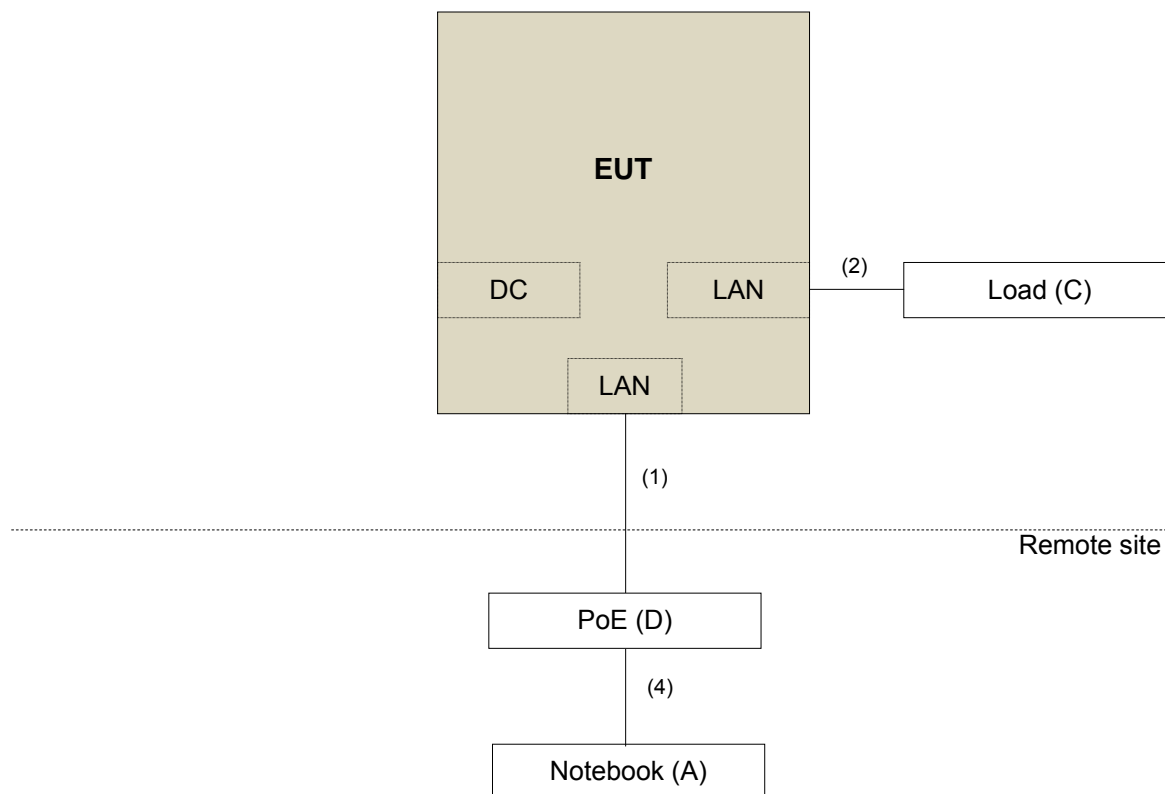 EUT
DC
LAN
(2)
Load (C)
LAN
(1)
Remote site
PoE (D)
(4)
Notebook (A)